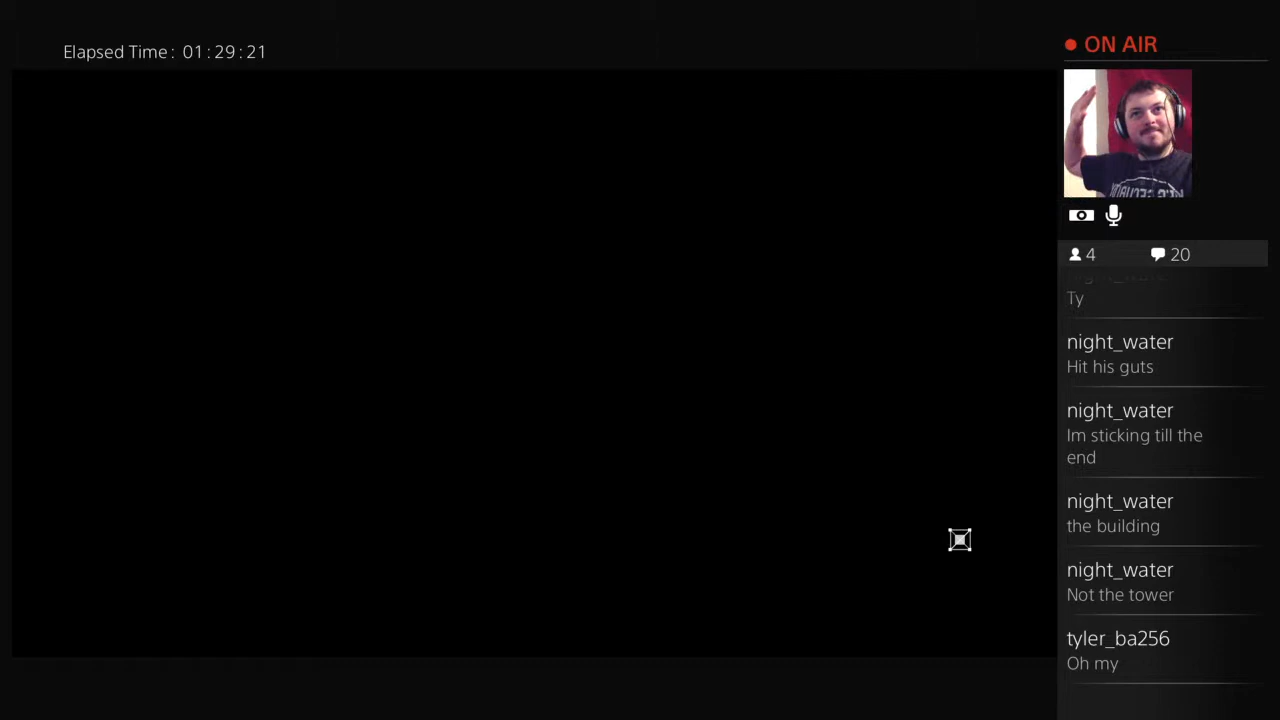 Elapsed Time: 01:29:21
ON AIR
4 20
Ty
night_water
Hit his guts
night_water
Im sticking till the
end
night_water
the building
night_water
Not the tower
tyler_ba256
Oh my